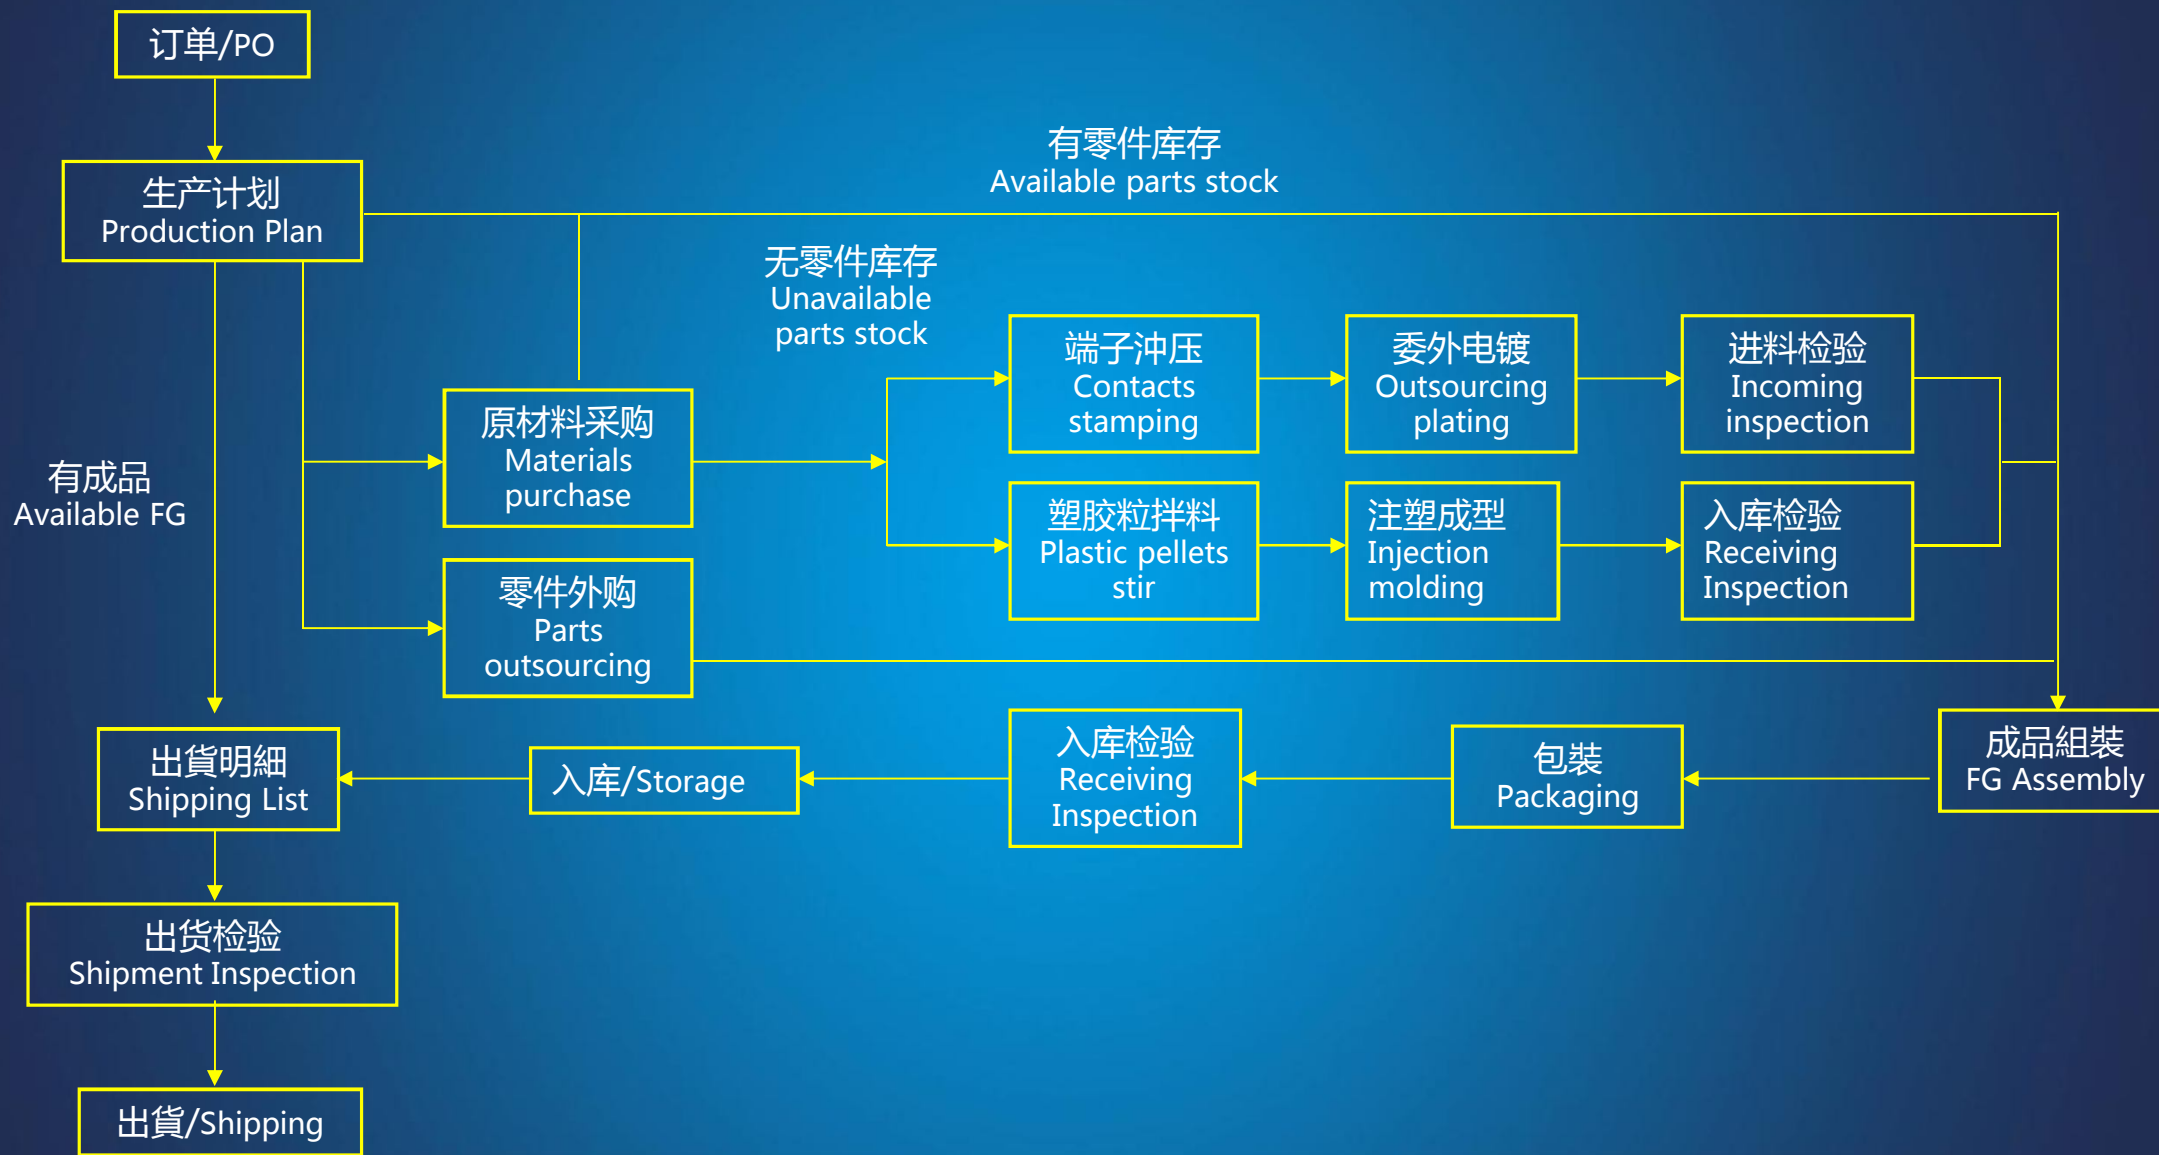 订单/PO
生产计划
Production Plan
有零件库存
Available parts stock
无零件库存
Unavailable
parts stock
有成品
Available FG
原材料采购
Materials
purchase
零件外购
Parts
outsourcing
端子沖压
Contacts
stamping
委外电镀
Outsourcing
plating
进料检验
Incoming
inspection
塑胶粒拌料
Plastic pellets
stir
注塑成型
Injection
molding
入库检验
Receiving
Inspection
成品組裝
FG Assembly
包裝
Packaging
入库检验
Receiving
Inspection
入库/Storage
出貨明細
Shipping List
出货检验
Shipment Inspection
出貨/Shipping